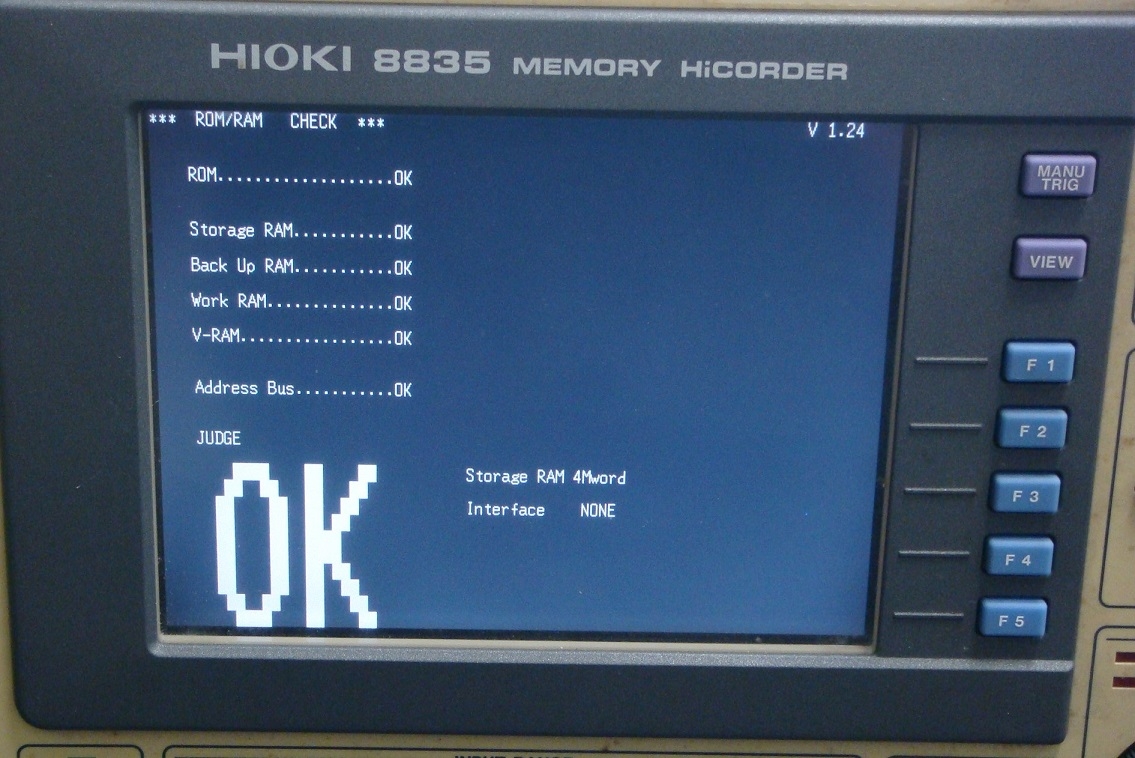 HIOKI 8835 MEMORY HiCORDER
*** ROM/RAM CHECK ***
V 1.24
ROM...................OK
Storage RAM...........OK
Back Up RAM...........OK
Work RAM..............OK
V-RAM.................OK
Address Bus...........OK
JUDGE
OK
Storage RAM 4Mword
Interface NONE
MANU
TRIG
VIEW
F 1
F 2
F 3
F 4
F 5